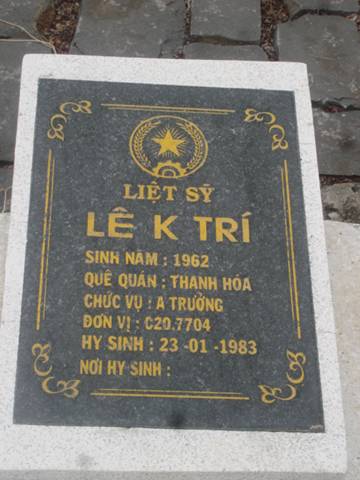 LIỆT SỸ
LÊ K TRÍ
SINH NĂM : 1962
QUÊ QUÁN : THANH HÓA
CHỨC VỤ : A TRƯỞNG
ĐƠN VỊ : C20.7704
HY SINH : 23 -01 -1983
NƠI HY SINH :